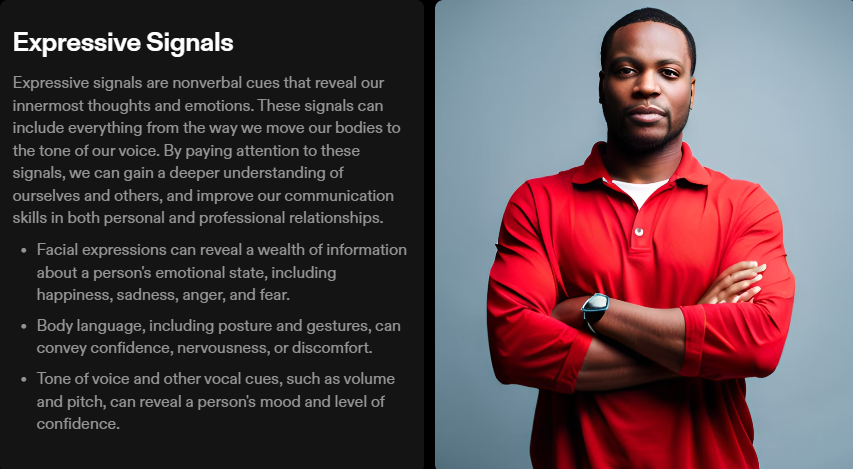 Expressive Signals
Expressive signals are nonverbal cues that reveal our
innermost thoughts and emotions. These signals can
include everything from the way we move our bodies to
the tone of our voice. By paying attention to these
signals, we can gain a deeper understanding of
ourselves and others, and improve our communication
skills in both personal and professional relationships.
• Facial expressions can reveal a wealth of information
about a person's emotional state, including
happiness, sadness, anger, and fear.
• Body language, including posture and gestures, can
convey confidence, nervousness, or discomfort.
• Tone of voice and other vocal cues, such as volume
and pitch, can reveal a person's mood and level of
confidence.